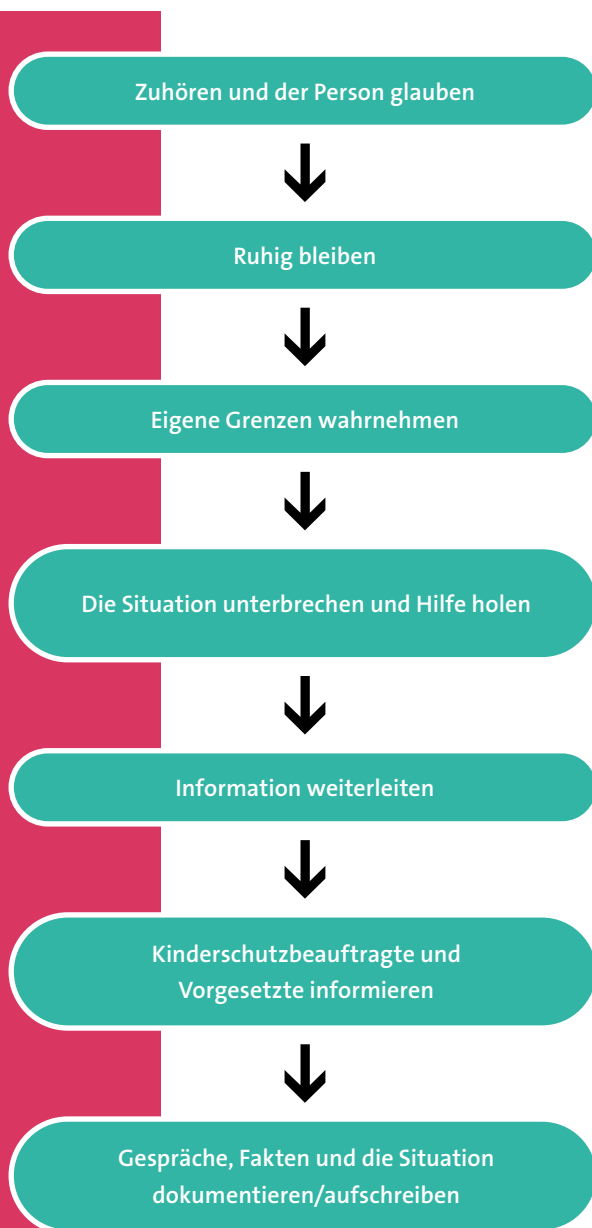 Zuhören und der Person glauben
Ruhig bleiben
Eigene Grenzen wahrnehmen
Die Situation unterbrechen und Hilfe holen
Information weiterleiten
Kinderschutzbeauftragte und
Vorgesetzte informieren
Gespräche, Fakten und die Situation
dokumentieren/aufschreiben